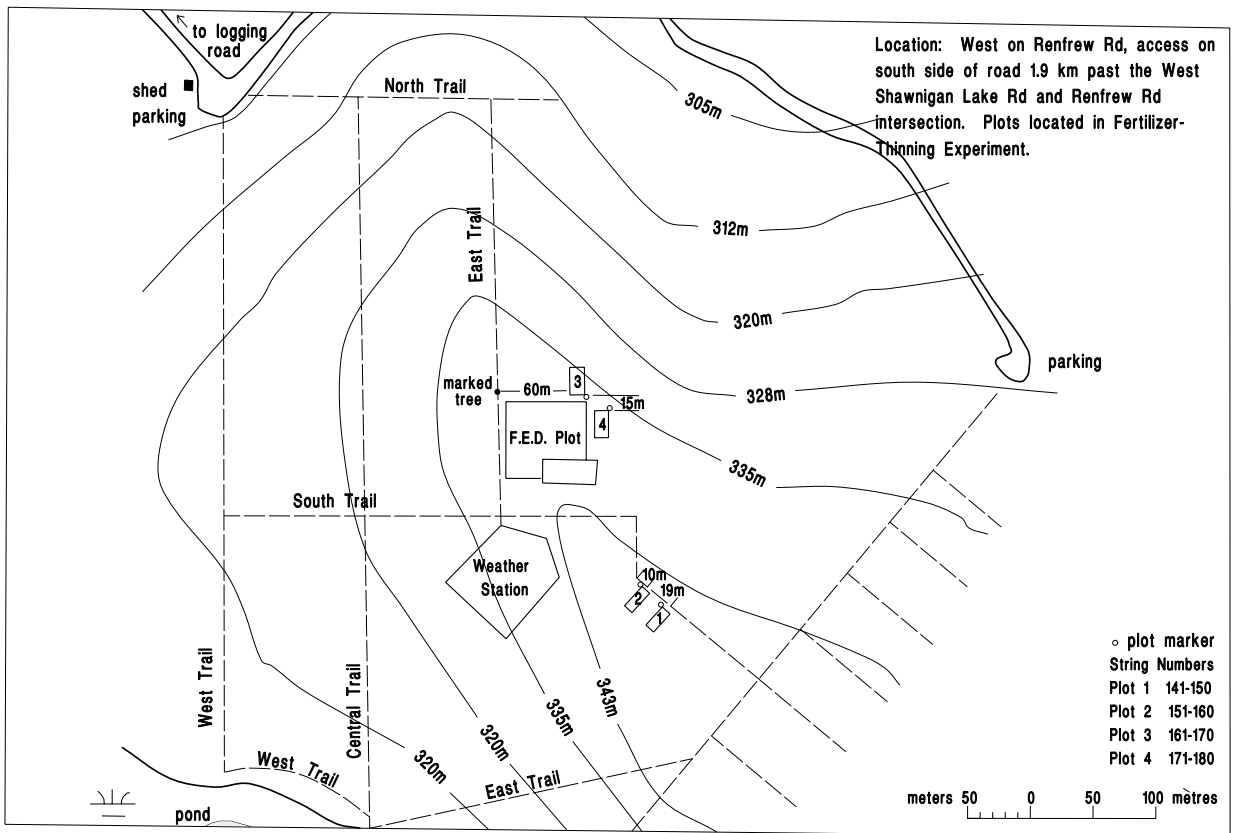 to logging
road
shed
parking
North Trail
305m
Location: West on Renfrew Rd, access on
south side of road 1.9 km past the West
Shawnigan Lake Rd and Renfrew Rd
intersection. Plots located in Fertilizer-
Thinning Experiment.
312m
East Trail
320m
parking
marked
tree
60m
3
15m
4
328m
F.E.D. Plot
335m
South Trail
Weather
Station
10m
19m
2
1
West Trail
Central Trail
343m
335m
320m
320m
West Trail
East Trail
pond
plot marker
String Numbers
Plot 1 141-150
Plot 2 151-160
Plot 3 161-170
Plot 4 171-180
meters 50 0 50 100 mètres